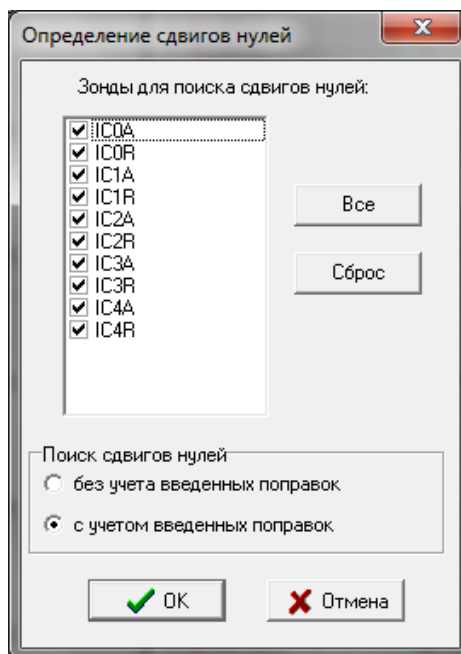 Определение сдвигов нулей
Зонды для поиска сдвигов нулей:
IC0A
IC0R
IC1A
IC1R
IC2A
IC2R
IC3A
IC3R
IC4A
IC4R
Все
Сброс
Поиск сдвигов нулей
без учета введенных поправок
с учетом введенных поправок
OK
Отмена